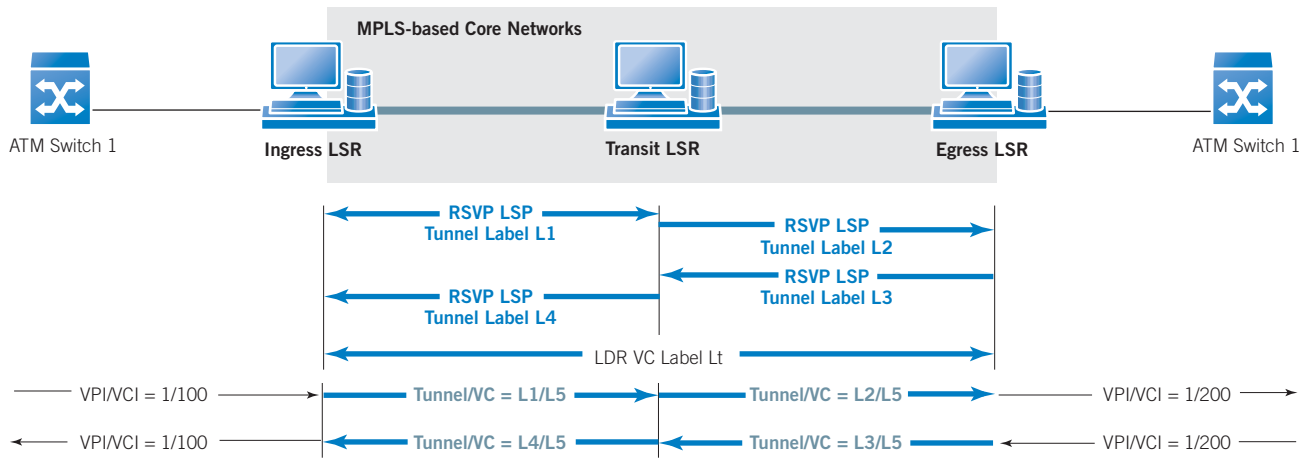 MPLS-based Core Networks
ATM Switch 1
Ingress LSR
Transit LSR
Egress LSR
ATM Switch 1
RSVP LSP
Tunnel Label L1
RSVP LSP
Tunnel Label L2
RSVP LSP
Tunnel Label L3
RSVP LSP
Tunnel Label L4
LDR VC Label Lt
VPI/VCI = 1/100
Tunnel/VC = L1/L5
Tunnel/VC = L2/L5
VPI/VCI = 1/200
VPI/VCI = 1/100
Tunnel/VC = L4/L5
Tunnel/VC = L3/L5
VPI/VCI = 1/200